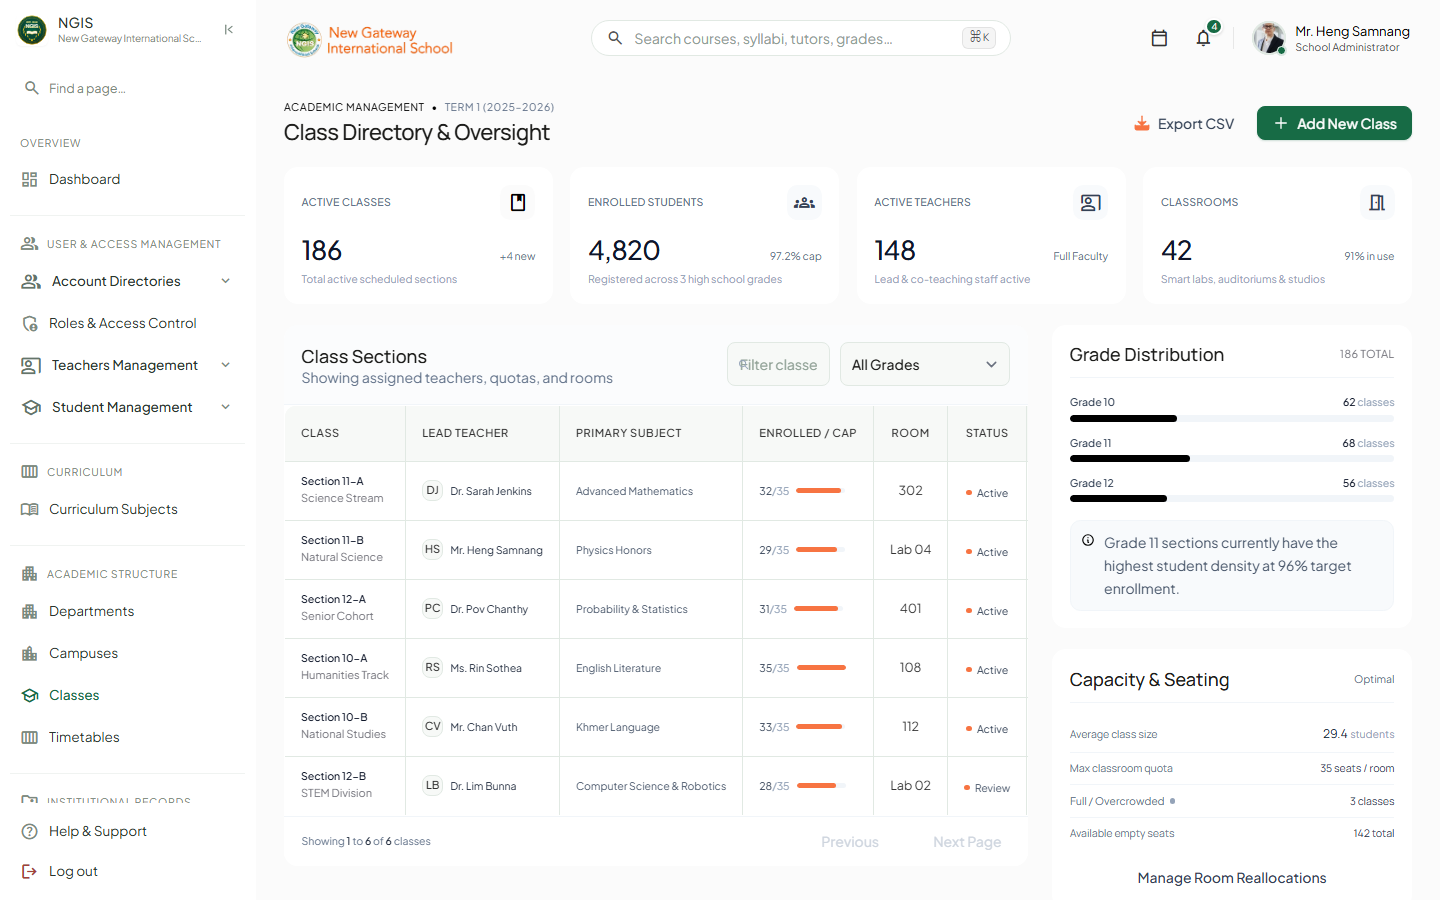 NGIS
New Gateway International Sc...
Find a page...
OVERVIEW
Dashboard
USER & ACCESS MANAGEMENT
Account Directories
Roles & Access Control
Teachers Management
Student Management
CURRICULUM
Curriculum Subjects
ACADEMIC STRUCTURE
Departments
Campuses
Classes
Timetables
INSTITUTIONAL RECORDS
Help & Support
Log out
New Gateway
International School
Search courses, syllabi, tutors, grades...
⌘K
4
Mr. Heng Samnang
School Administrator
ACADEMIC MANAGEMENT • TERM 1 (2025–2026)
Class Directory & Oversight
Export CSV
Add New Class
ACTIVE CLASSES
186
+4 new
Total active scheduled sections
ENROLLED STUDENTS
4,820
97.2% cap
Registered across 3 high school grades
ACTIVE TEACHERS
148
Full Faculty
Lead & co-teaching staff active
CLASSROOMS
42
91% in use
Smart labs, auditoriums & studios
Class Sections
Showing assigned teachers, quotas, and rooms
Filter classe
All Grades
CLASS LEAD TEACHER PRIMARY SUBJECT ENROLLED / CAP ROOM STATUS
Section 11-A
Science Stream
DJ Dr. Sarah Jenkins Advanced Mathematics 32/35 302 Active
Section 11-B
Natural Science
HS Mr. Heng Samnang Physics Honors 29/35 Lab 04 Active
Section 12-A
Senior Cohort
PC Dr. Pov Chanthy Probability & Statistics 31/35 401 Active
Section 10-A
Humanities Track
RS Ms. Rin Sothea English Literature 35/35 108 Active
Section 10-B
National Studies
CV Mr. Chan Vuth Khmer Language 33/35 112 Active
Section 12-B
STEM Division
LB Dr. Lim Bunna Computer Science & Robotics 28/35 Lab 02 Review
Showing 1 to 6 of 6 classes
Previous
Next Page
Grade Distribution
186 TOTAL
Grade 10 62 classes
Grade 11 68 classes
Grade 12 56 classes
Grade 11 sections currently have the
highest student density at 96% target
enrollment.
Capacity & Seating
Optimal
Average class size 29.4 students
Max classroom quota 35 seats / room
Full / Overcrowded 3 classes
Available empty seats 142 total
Manage Room Reallocations